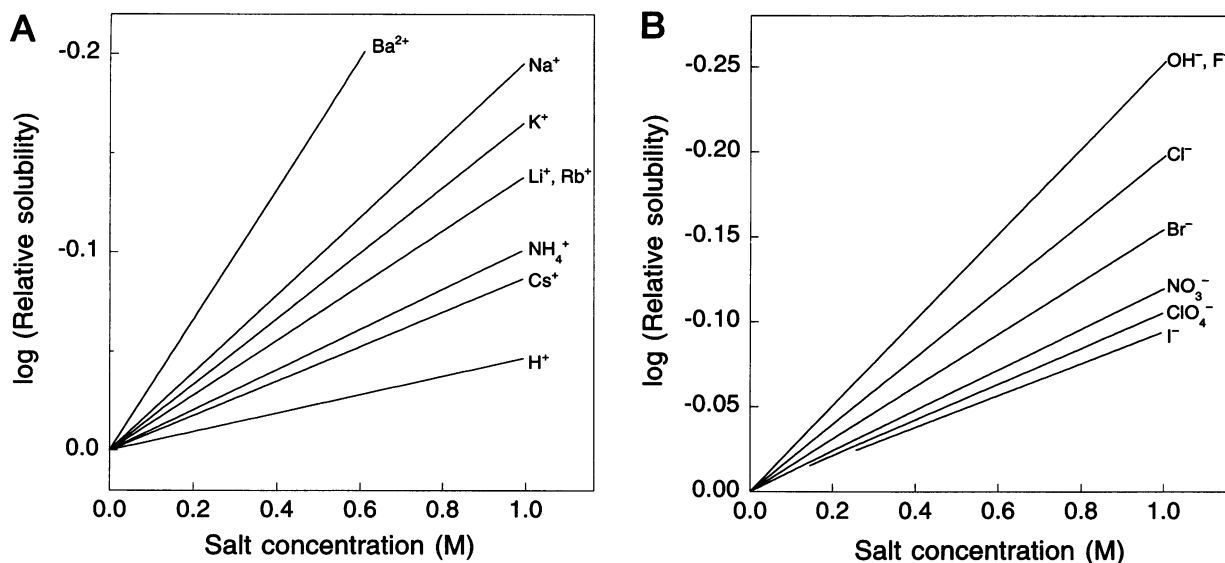 A
log (Relative solubility)
-0.2
-0.1
0.0
Ba²⁺
Na⁺
K⁺
Li⁺, Rb⁺
NH₄⁺
Cs⁺
H⁺
0.0 0.2 0.4 0.6 0.8 1.0
Salt concentration (M)
B
log (Relative solubility)
-0.25
-0.20
-0.15
-0.10
-0.05
0.00
OH⁻, F
Cl⁻
Br⁻
NO₃⁻
ClO₄⁻
I⁻
0.0 0.2 0.4 0.6 0.8 1.0
Salt concentration (M)